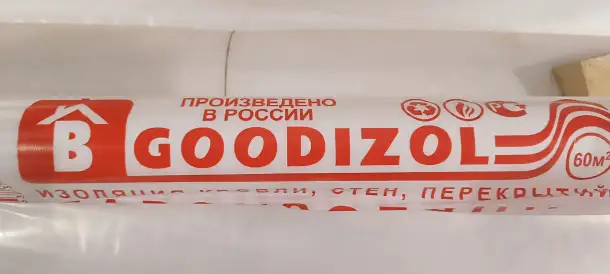 ПРОИЗВЕДЕНО
В РОССИИ
B
GOODIZOL
60м²
ИЗОЛЯЦИЯ КРОВЛИ, СТЕН, ПЕРЕКРЫТИЙ